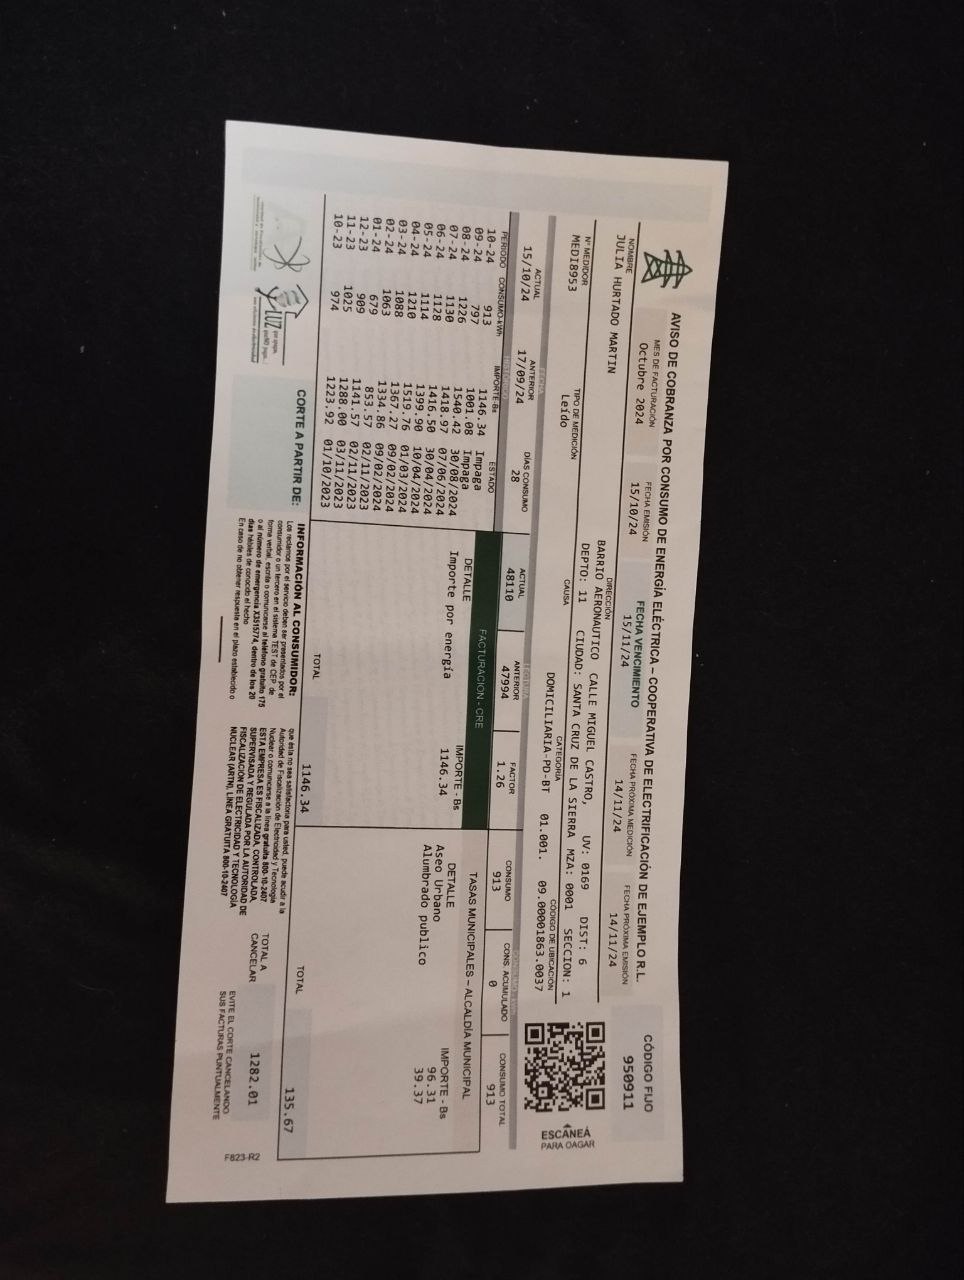 AVISO DE COBRANZA POR CONSUMO DE ENERGÍA ELÉCTRICA – COOPERATIVA DE ELECTRIFICACIÓN DE EJEMPLO R.L.
MES DE FACTURACIÓN FECHA EMISIÓN FECHA VENCIMIENTO FECHA PRÓXIMA MEDICIÓN FECHA PRÓXIMA EMISIÓN CÓDIGO FIJO
Octubre 2024 15/10/24 15/11/24 14/11/24 14/11/24 950911
NOMBRE DIRECCIÓN
JULIA HURTADO MARTIN BARRIO AERONAUTICO CALLE MIGUEL CASTRO, UV: 0169 DIST: 6
DEPTO: 11 CIUDAD: SANTA CRUZ DE LA SIERRA MZA: 0001 SECCION: 1
Nº MEDIDOR TIPO DE MEDICIÓN CAUSA CATEGORÍA CÓDIGO DE UBICACIÓN
MEDI8953 Leído DOMICILIARIA-PD-BT 01.001. 09.00001863.0037
ESCANEÁ
PARA OAGAR
ACTUAL ANTERIOR DÍAS CONSUMO ACTUAL ANTERIOR FACTOR CONSUMO CONS. ACUMULADO CONSUMO TOTAL
15/10/24 17/09/24 28 48110 47994 1.26 913 0 913
PERIODO CONSUMO-kWh IMPORTE-Bs ESTADO
10-24 913 1146.34 Impaga
09-24 797 1001.08 Impaga
08-24 1226 1540.42 30/08/2024
07-24 1130 1418.97 07/06/2024
06-24 1128 1416.50 30/04/2024
05-24 1114 1399.90 10/04/2024
04-24 1210 1519.76 01/03/2024
03-24 1088 1367.27 09/02/2024
02-24 1063 1334.86 09/02/2024
01-24 679 853.57 02/11/2023
12-23 909 1141.57 02/11/2023
11-23 1025 1288.00 03/11/2023
10-23 974 1223.92 01/10/2023
FACTURACIÓN - CRE
DETALLE IMPORTE - Bs
Importe por energía 1146.34
TOTAL 1146.34
TASAS MUNICIPALES – ALCALDÍA MUNICIPAL
DETALLE IMPORTE - Bs
Aseo Urbano 96.31
Alumbrado publico 39.37
TOTAL 135.67
LUZ
CORTE A PARTIR DE:
INFORMACIÓN AL CONSUMIDOR:
Los reclamos por el servicio deben ser presentados por el
consumidor o un tercero en el sistema TEST de CEP, de
forma verbal, escrita o comunicarse al teléfono gratuito 175
o al número de emergencia X3515774, dentro de los 20
días hábiles de conocido el hecho
En caso de no obtener respuesta en el plazo establecido o
que ésta no sea satisfactoria para usted, puede acudir a la
Autoridad de Fiscalización de Electricidad y Tecnología
Nuclear o comunicarse a la línea gratuita 800-10-2407
ESTA EMPRESA ES FISCALIZADA, CONTROLADA,
SUPERVISADA Y REGULADA POR LA AUTORIDAD DE
FISCALIZACIÓN DE ELECTRICIDAD Y TECNOLOGÍA
NUCLEAR (ARTN), LÍNEA GRATUITA 800-10-2407
TOTAL A
CANCELAR 1282.01
EVITE EL CORTE CANCELANDO
SUS FACTURAS PUNTUALMENTE
F823-R2